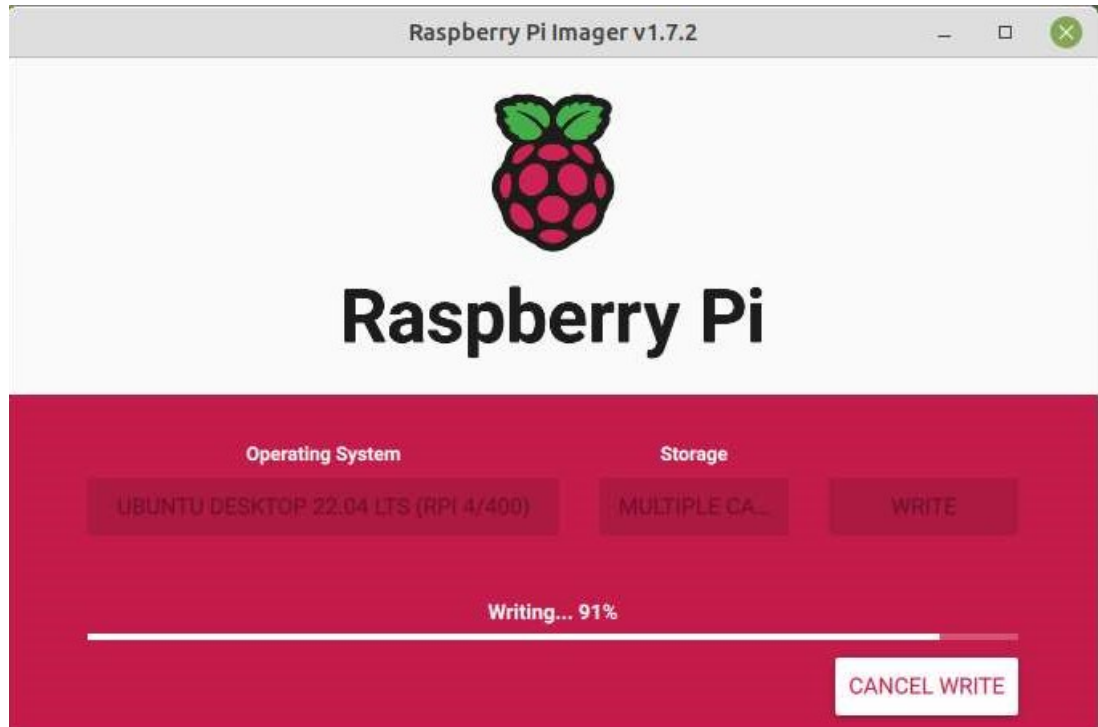 Raspberry Pi Imager v1.7.2
Raspberry Pi
Operating System
Storage
UBUNTU DESKTOP 22.04 LTS (RPI 4/400)
MULTIPLE CA...
WRITE
Writing... 91%
CANCEL WRITE